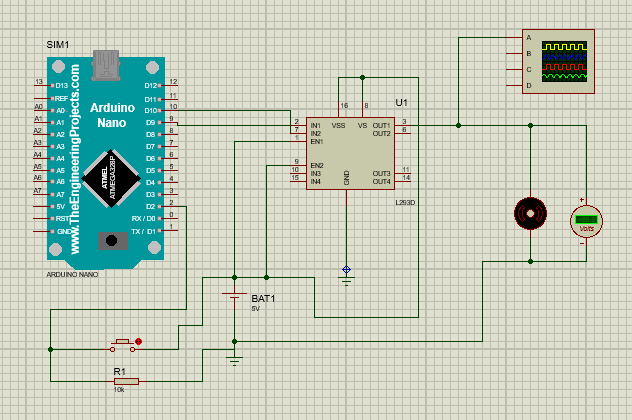 SIM1
Arduino
Nano
www.TheEngineeringProjects.com
ATMEL
ATMEGA328P
13 D13
REF
A0 A0
A1 A1
A2 A2
A3 A3
A4 A4
A5 A5
A6 A6
A7 A7
5V
RST
GND
D12 12
D11 11
D10 10
D9 9
D8 8
D7 7
D6 6
D5 5
D4 4
D3 3
D2 2
RX / D0 0
TX / D1 1
ARDUINO NANO
U1
16 8
VSS VS
2 IN1 OUT1 3
7 IN2 OUT2 6
1 EN1
9 EN2
10 IN3 OUT3 11
15 IN4 OUT4 14
GND
L293D
A
B
C
D
+
Volts
-
BAT1
5V
R1
10k